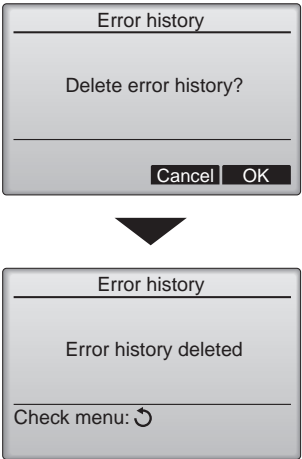 Error history
Delete error history?
Cancel OK
Error history
Error history deleted
Check menu: